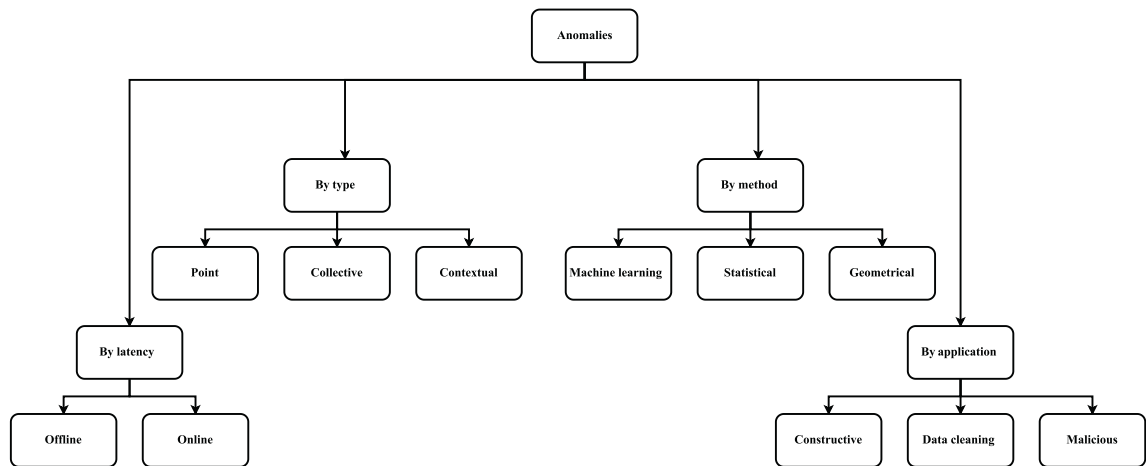 Anomalies
By type
By method
Point
Collective
Contextual
Machine learning
Statistical
Geometrical
By latency
By application
Offline
Online
Constructive
Data cleaning
Malicious